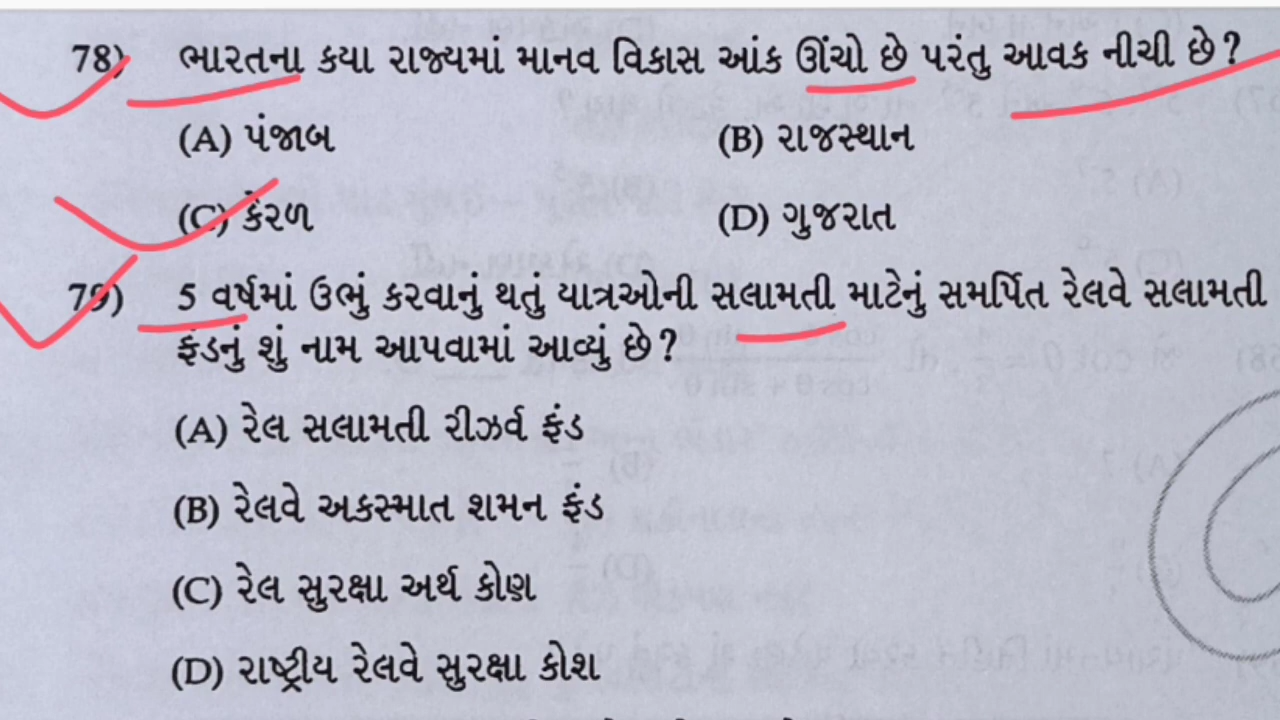 78) ભારતના કયા રાજ્યમાં માનવ વિકાસ આંક ઊંચો છે પરંતુ આવક નીચી છે?
(A) પંજાબ (B) રાજસ્થાન
(C) કેરળ (D) ગુજરાત
79) 5 વર્ષમાં ઉભું કરવાનું થતું યાત્રઓની સલામતી માટેનું સમર્પિત રેલવે સલામતી
ફંડનું શું નામ આપવામાં આવ્યું છે?
(A) રેલ સલામતી રીઝર્વ ફંડ
(B) રેલવે અકસ્માત શમન ફંડ
(C) રેલ સુરક્ષા અર્થ કોણ
(D) રાષ્ટ્રીય રેલવે સુરક્ષા કોશ